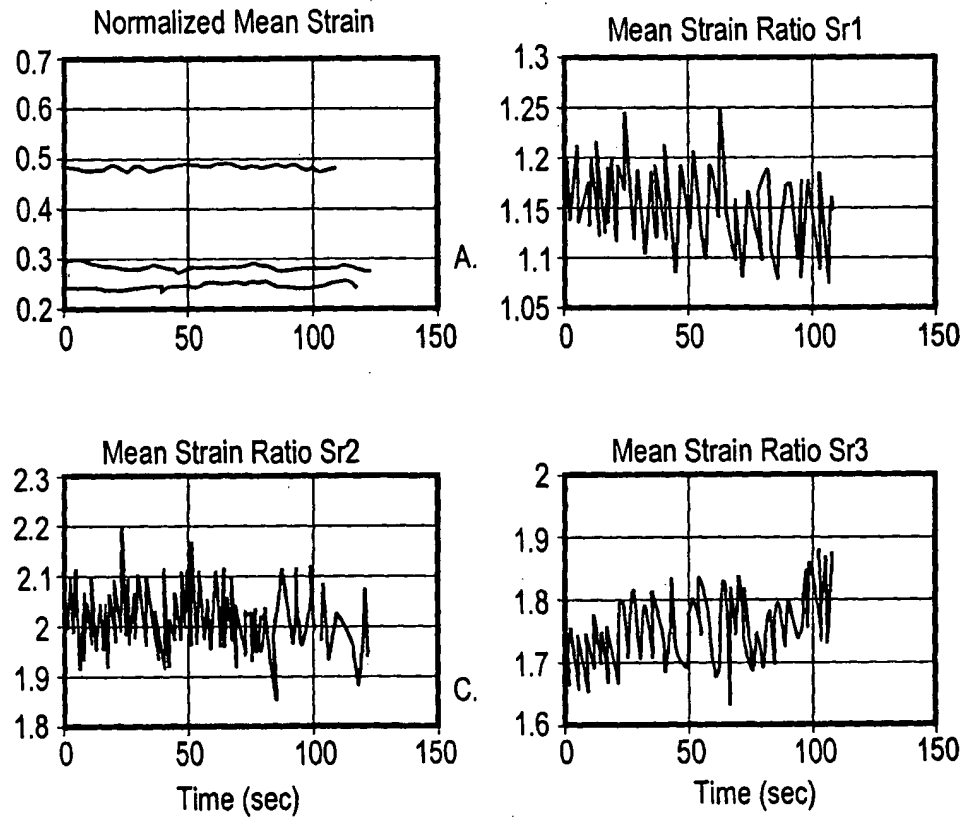 Normalized Mean Strain
0.7
0.6
0.5
0.4
0.3
0.2
0 50 100 150
A.
Mean Strain Ratio Sr1
1.3
1.25
1.2
1.15
1.1
1.05
0 50 100 150
Mean Strain Ratio Sr2
2.3
2.2
2.1
2
1.9
1.8
0 50 100 150
Time (sec)
C.
Mean Strain Ratio Sr3
2
1.9
1.8
1.7
1.6
0 50 100 150
Time (sec)